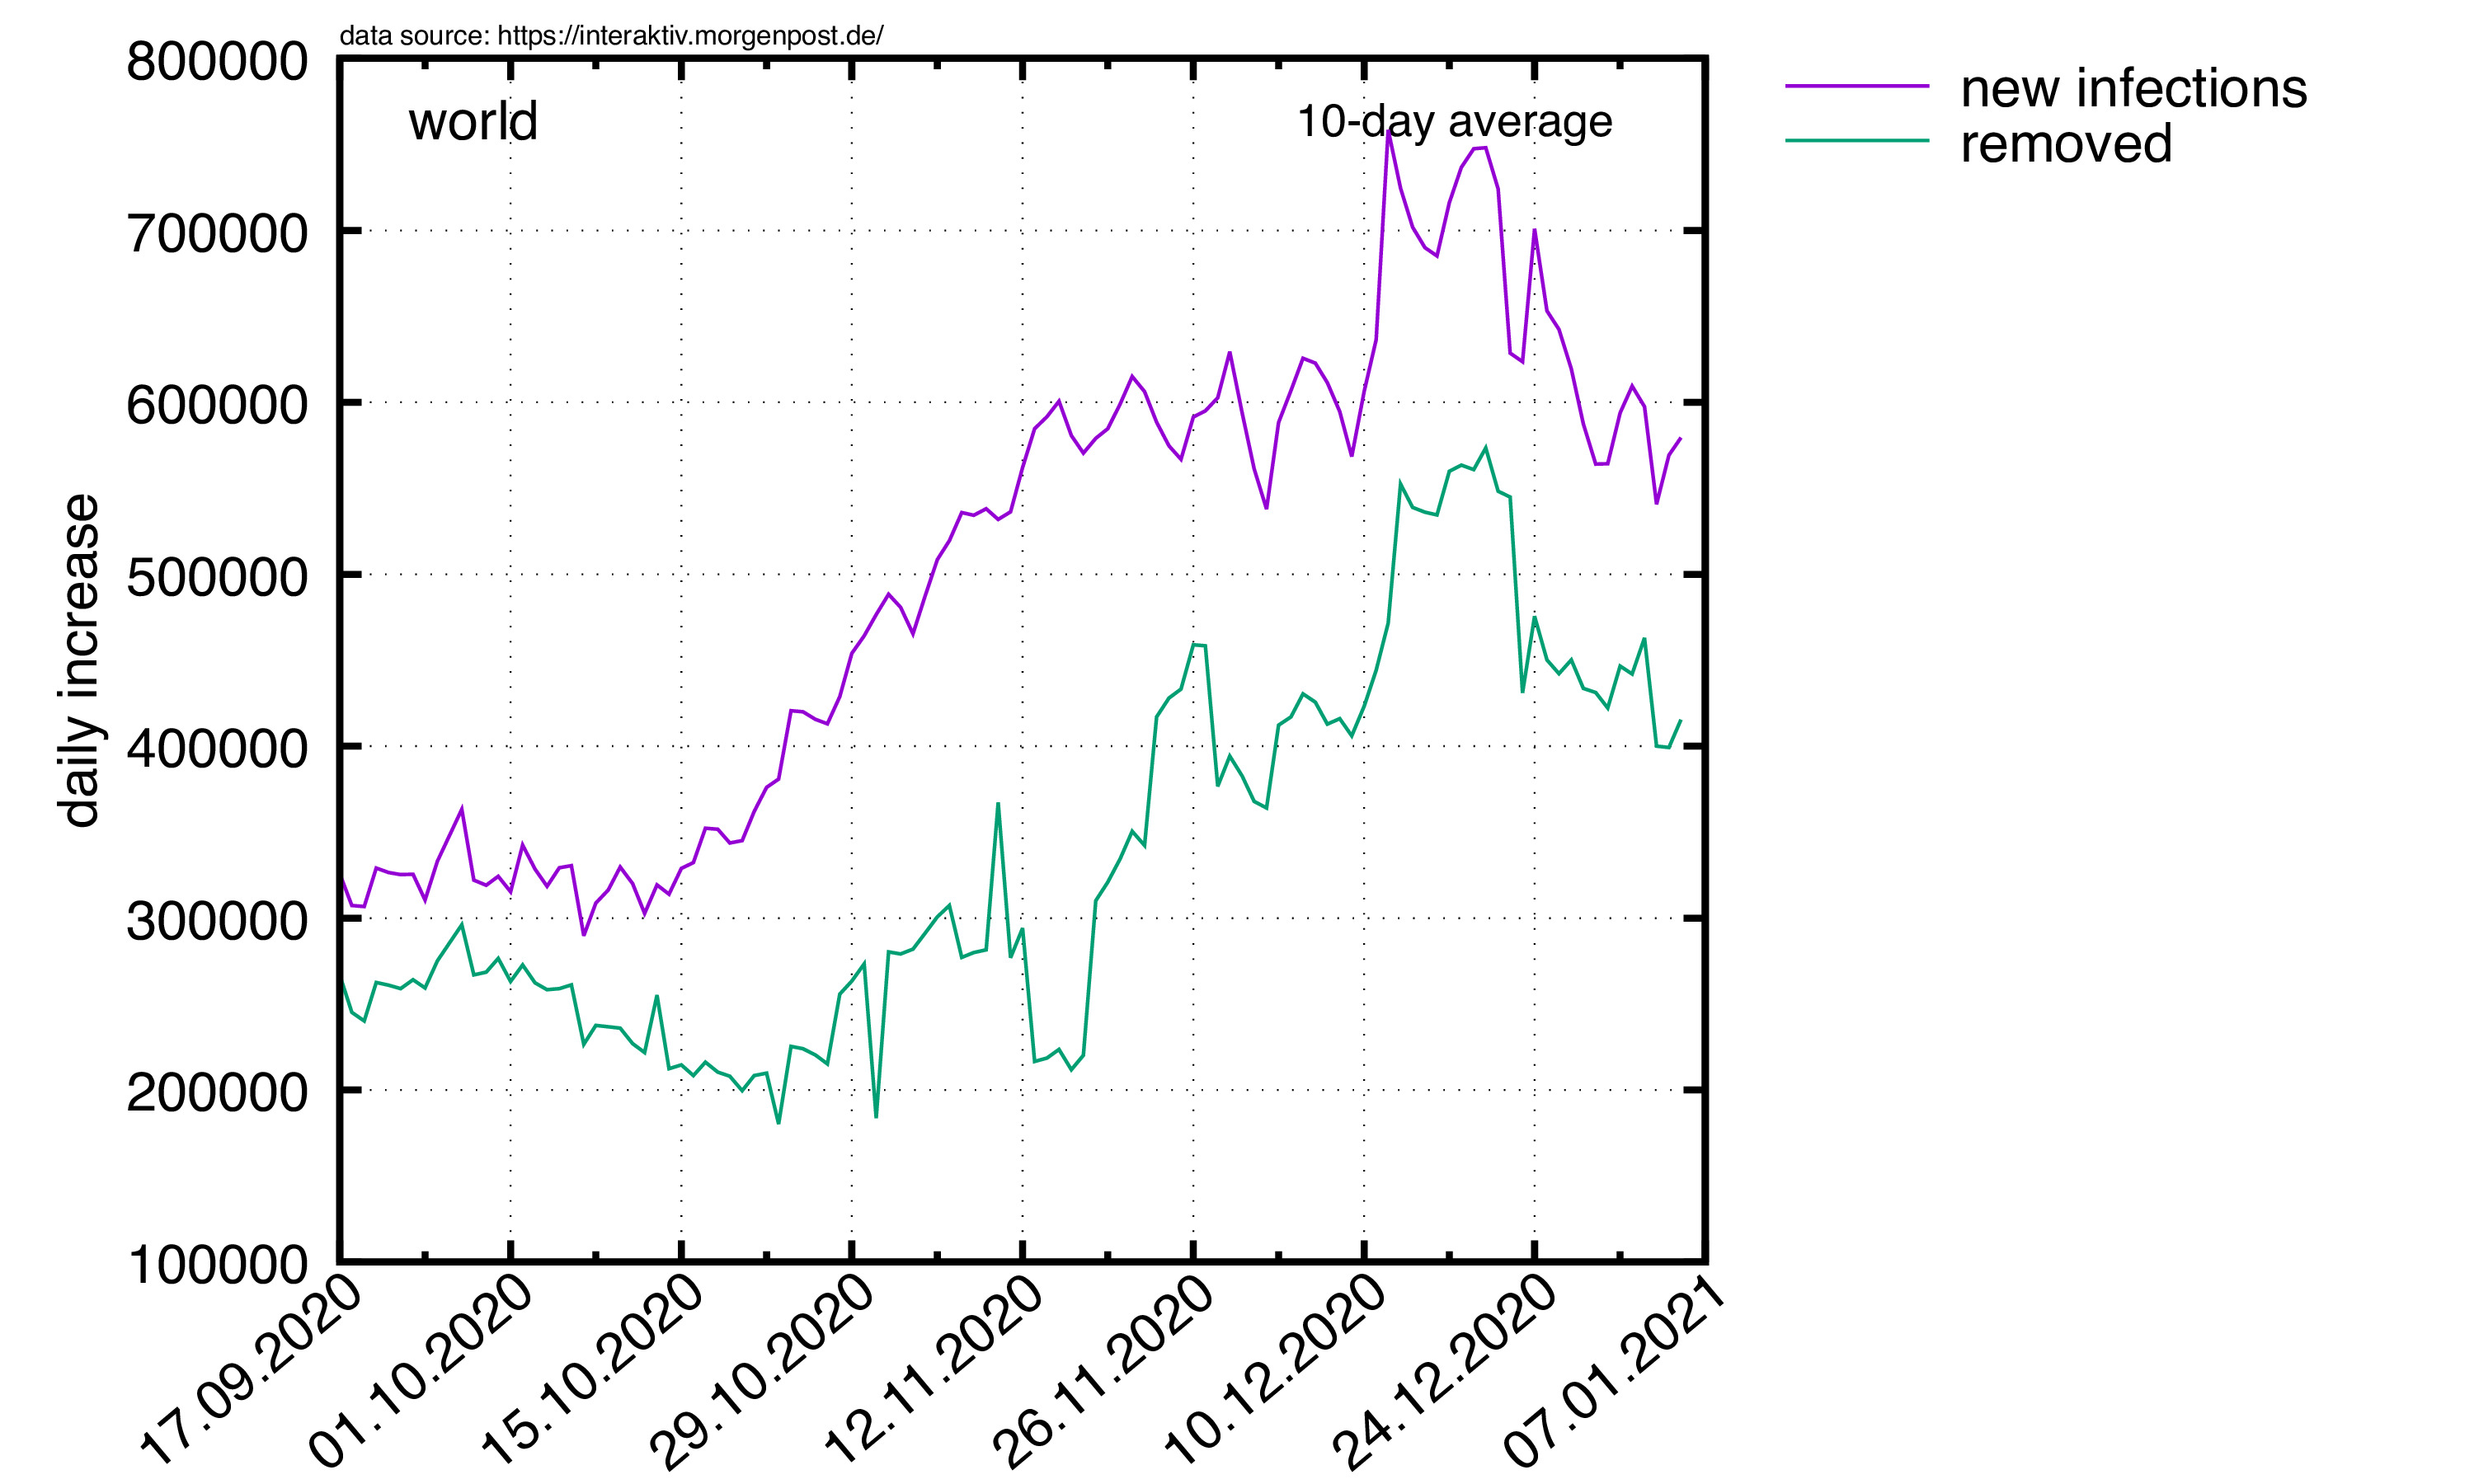 data source: https://interaktiv.morgenpost.de/
world
10-day average
new infections
removed
daily increase
800000
700000
600000
500000
400000
300000
200000
100000
17.09.2020
01.10.2020
15.10.2020
29.10.2020
12.11.2020
26.11.2020
10.12.2020
24.12.2020
07.01.2021